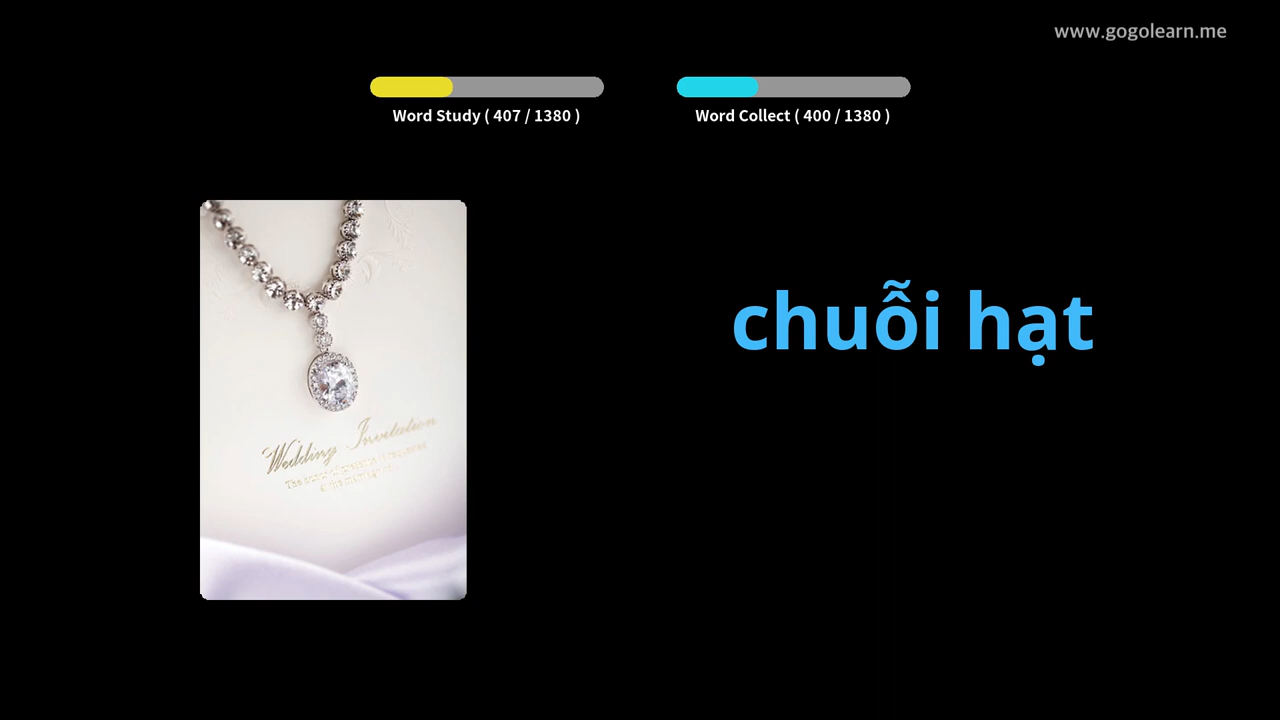 www.gogolearn.me
Word Study ( 407 / 1380 )
Word Collect ( 400 / 1380 )
chuỗi hạt
Wedding Invitation